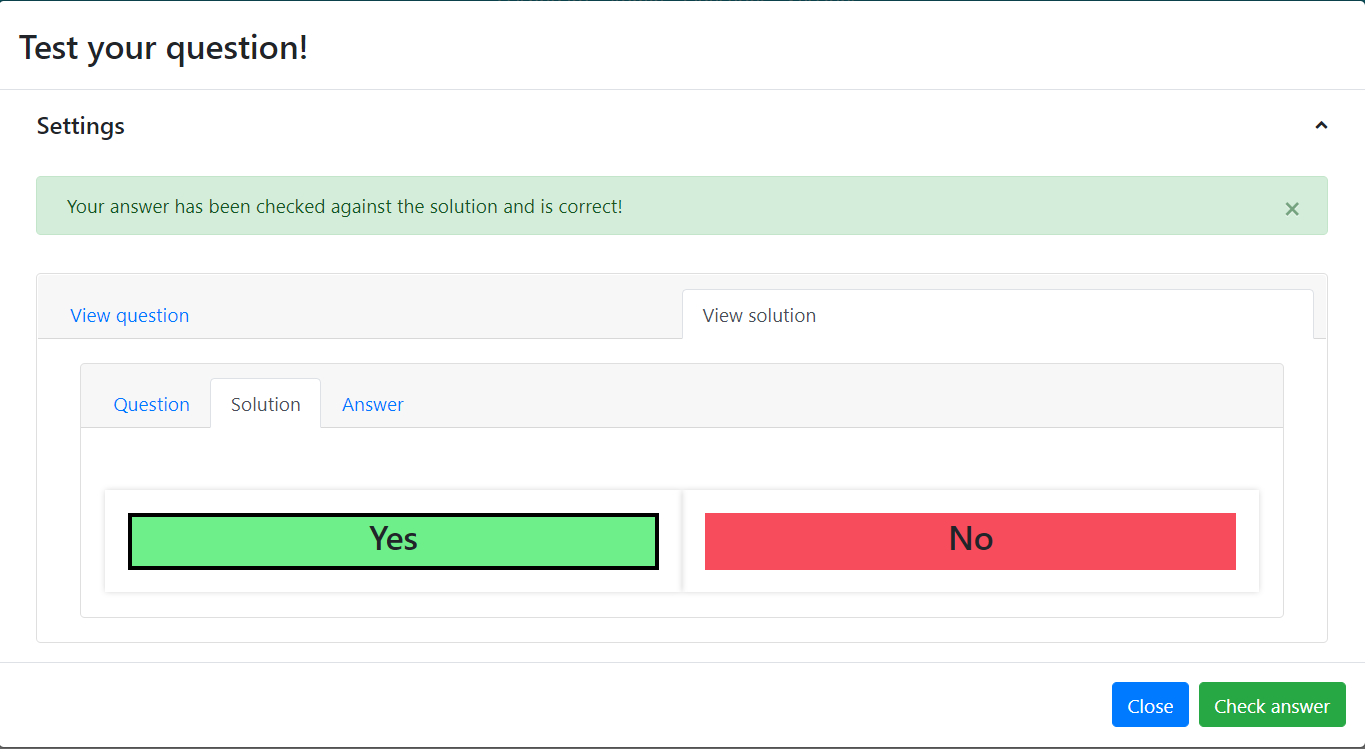 Test your question!
Settings
Your answer has been checked against the solution and is correct!
×
View question
View solution
Question
Solution
Answer
Yes
No
Close
Check answer